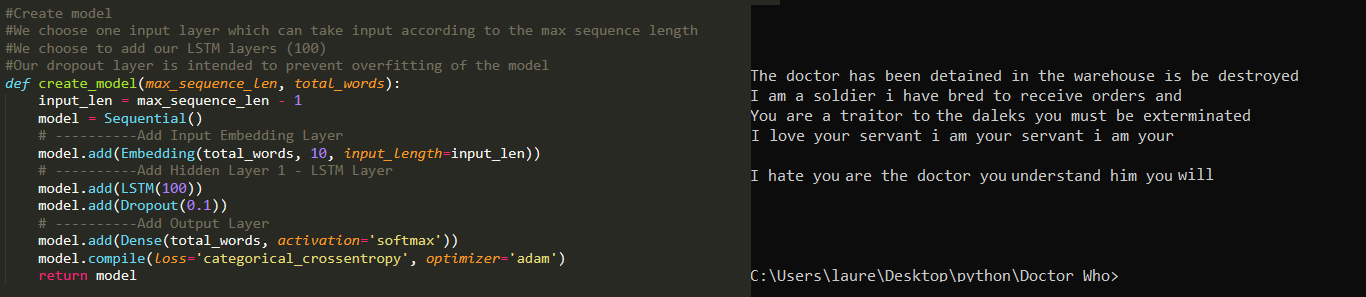 #Create model
#We choose one input layer which can take input according to the max sequence length
#We choose to add our LSTM layers (100)
#Our dropout layer is intended to prevent overfitting of the model
def create_model(max_sequence_len, total_words):
    input_len = max_sequence_len - 1
    model = Sequential()
    # ----------Add Input Embedding Layer
    model.add(Embedding(total_words, 10, input_length=input_len))
    # ----------Add Hidden Layer 1 - LSTM Layer
    model.add(LSTM(100))
    model.add(Dropout(0.1))
    # ----------Add Output Layer
    model.add(Dense(total_words, activation='softmax'))
    model.compile(loss='categorical_crossentropy', optimizer='adam')
    return model
The doctor has been detained in the warehouse is be destroyed
I am a soldier i have bred to receive orders and
You are a traitor to the daleks you must be exterminated
I love your servant i am your servant i am your
I hate you are the doctor you understand him you will
C:\Users\laure\Desktop\python\Doctor Who>